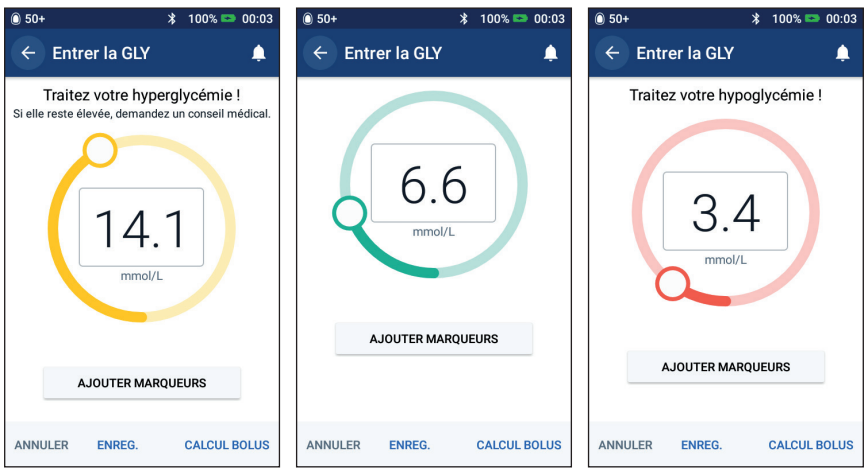 50+ 100% 00:03
Entrer la GLY
Traitez votre hyperglycémie !
Si elle reste élevée, demandez un conseil médical.
14.1
mmol/L
AJOUTER MARQUEURS
ANNULER ENREG. CALCUL BOLUS
50+ 100% 00:03
Entrer la GLY
6.6
mmol/L
AJOUTER MARQUEURS
ANNULER ENREG. CALCUL BOLUS
50+ 100% 00:03
Entrer la GLY
Traitez votre hypoglycémie !
3.4
mmol/L
AJOUTER MARQUEURS
ANNULER ENREG. CALCUL BOLUS